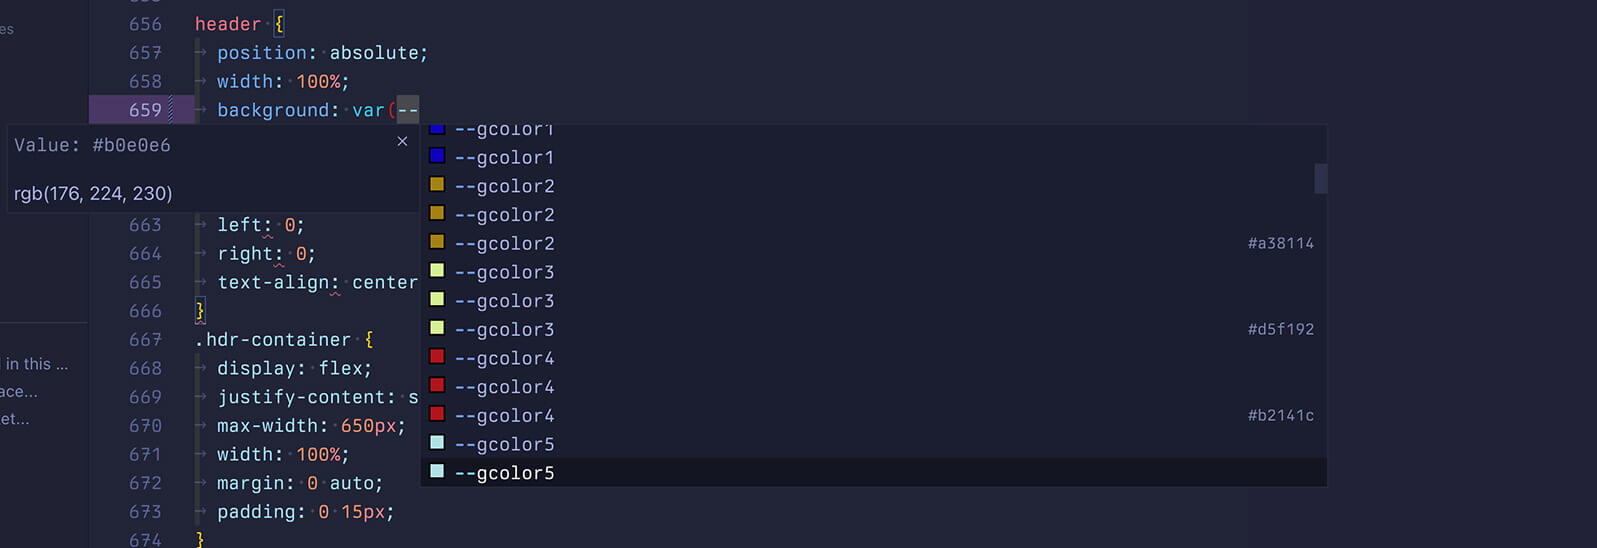 es
656 header {
657 position: absolute;
658 width: 100%;
659 background: var(--
Value: #b0e0e6 ×
rgb(176, 224, 230)
--gcolor1
--gcolor1
--gcolor2
--gcolor2
--gcolor2 #a38114
--gcolor3
--gcolor3
--gcolor3 #d5f192
--gcolor4
--gcolor4
--gcolor4 #b2141c
--gcolor5
--gcolor5
663 left: 0;
664 right: 0;
665 text-align: center
666 }
667 .hdr-container {
668 display: flex;
669 justify-content: s
670 max-width: 650px;
671 width: 100%;
672 margin: 0 auto;
673 padding: 0 15px;
674 }
in this ...
ace...
et...